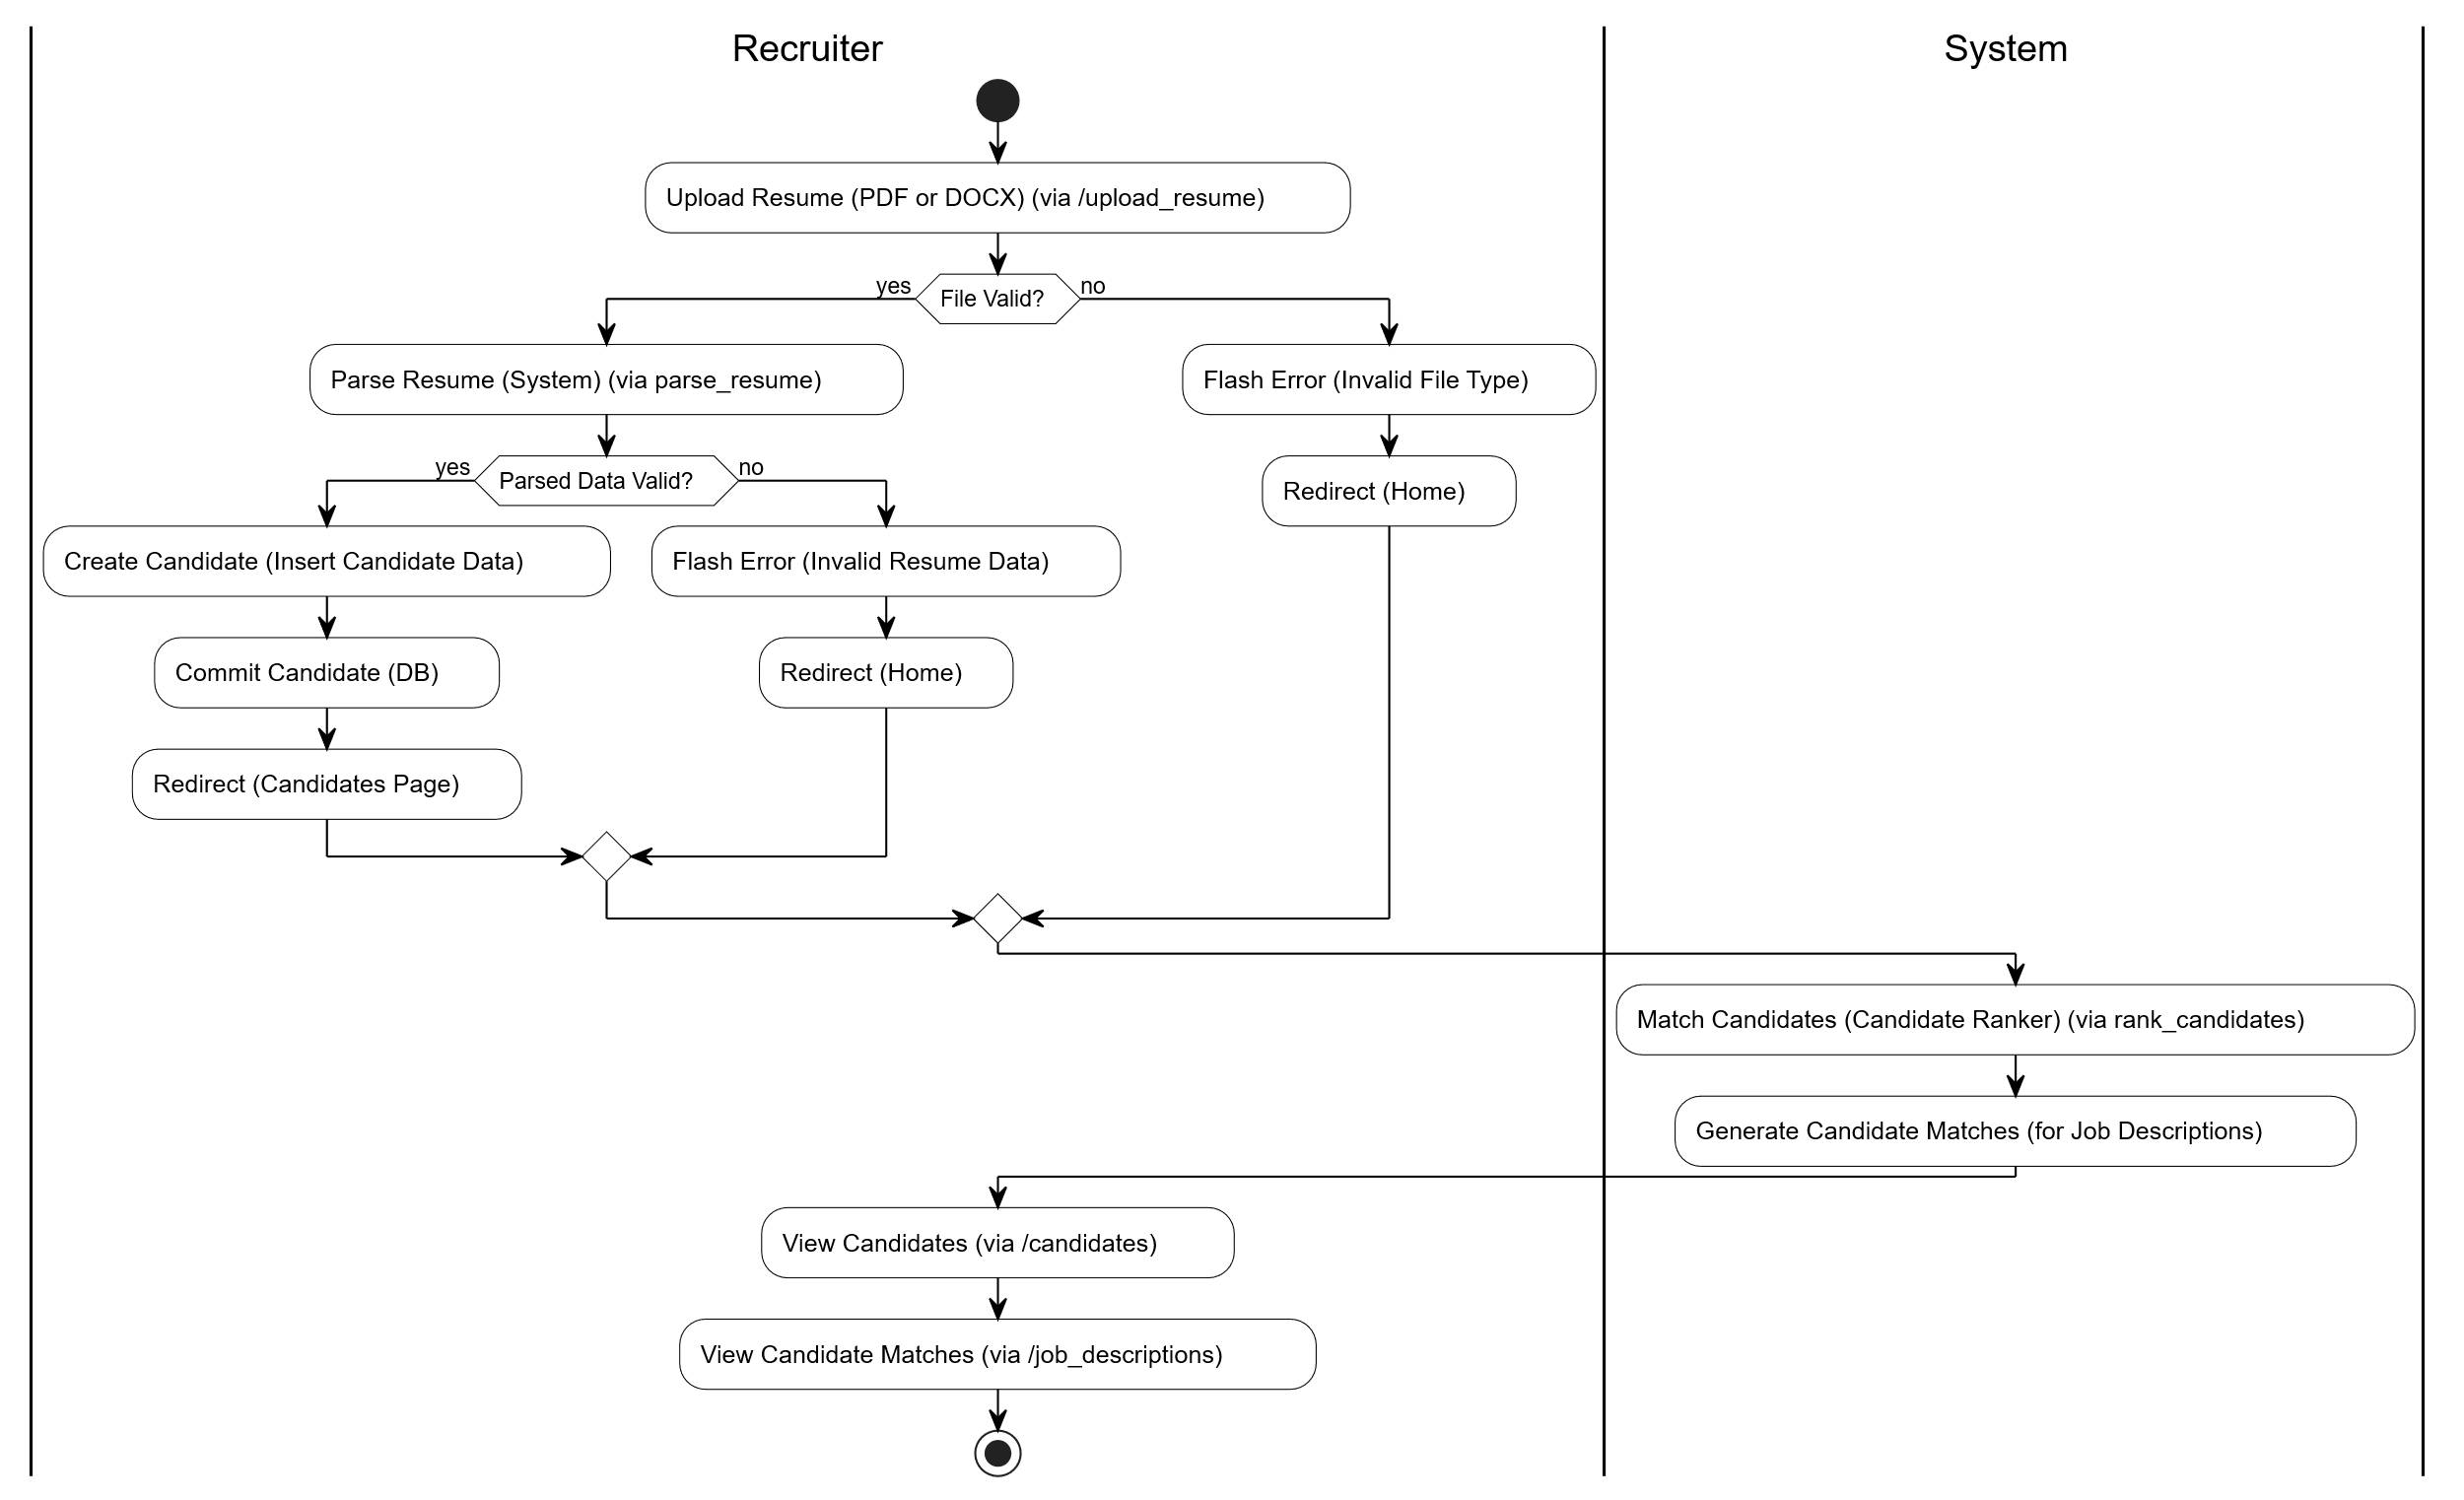 Recruiter
System
Upload Resume (PDF or DOCX) (via /upload_resume)
yes
File Valid?
no
Parse Resume (System) (via parse_resume)
Flash Error (Invalid File Type)
yes
Parsed Data Valid?
no
Redirect (Home)
Create Candidate (Insert Candidate Data)
Flash Error (Invalid Resume Data)
Commit Candidate (DB)
Redirect (Home)
Redirect (Candidates Page)
Match Candidates (Candidate Ranker) (via rank_candidates)
Generate Candidate Matches (for Job Descriptions)
View Candidates (via /candidates)
View Candidate Matches (via /job_descriptions)